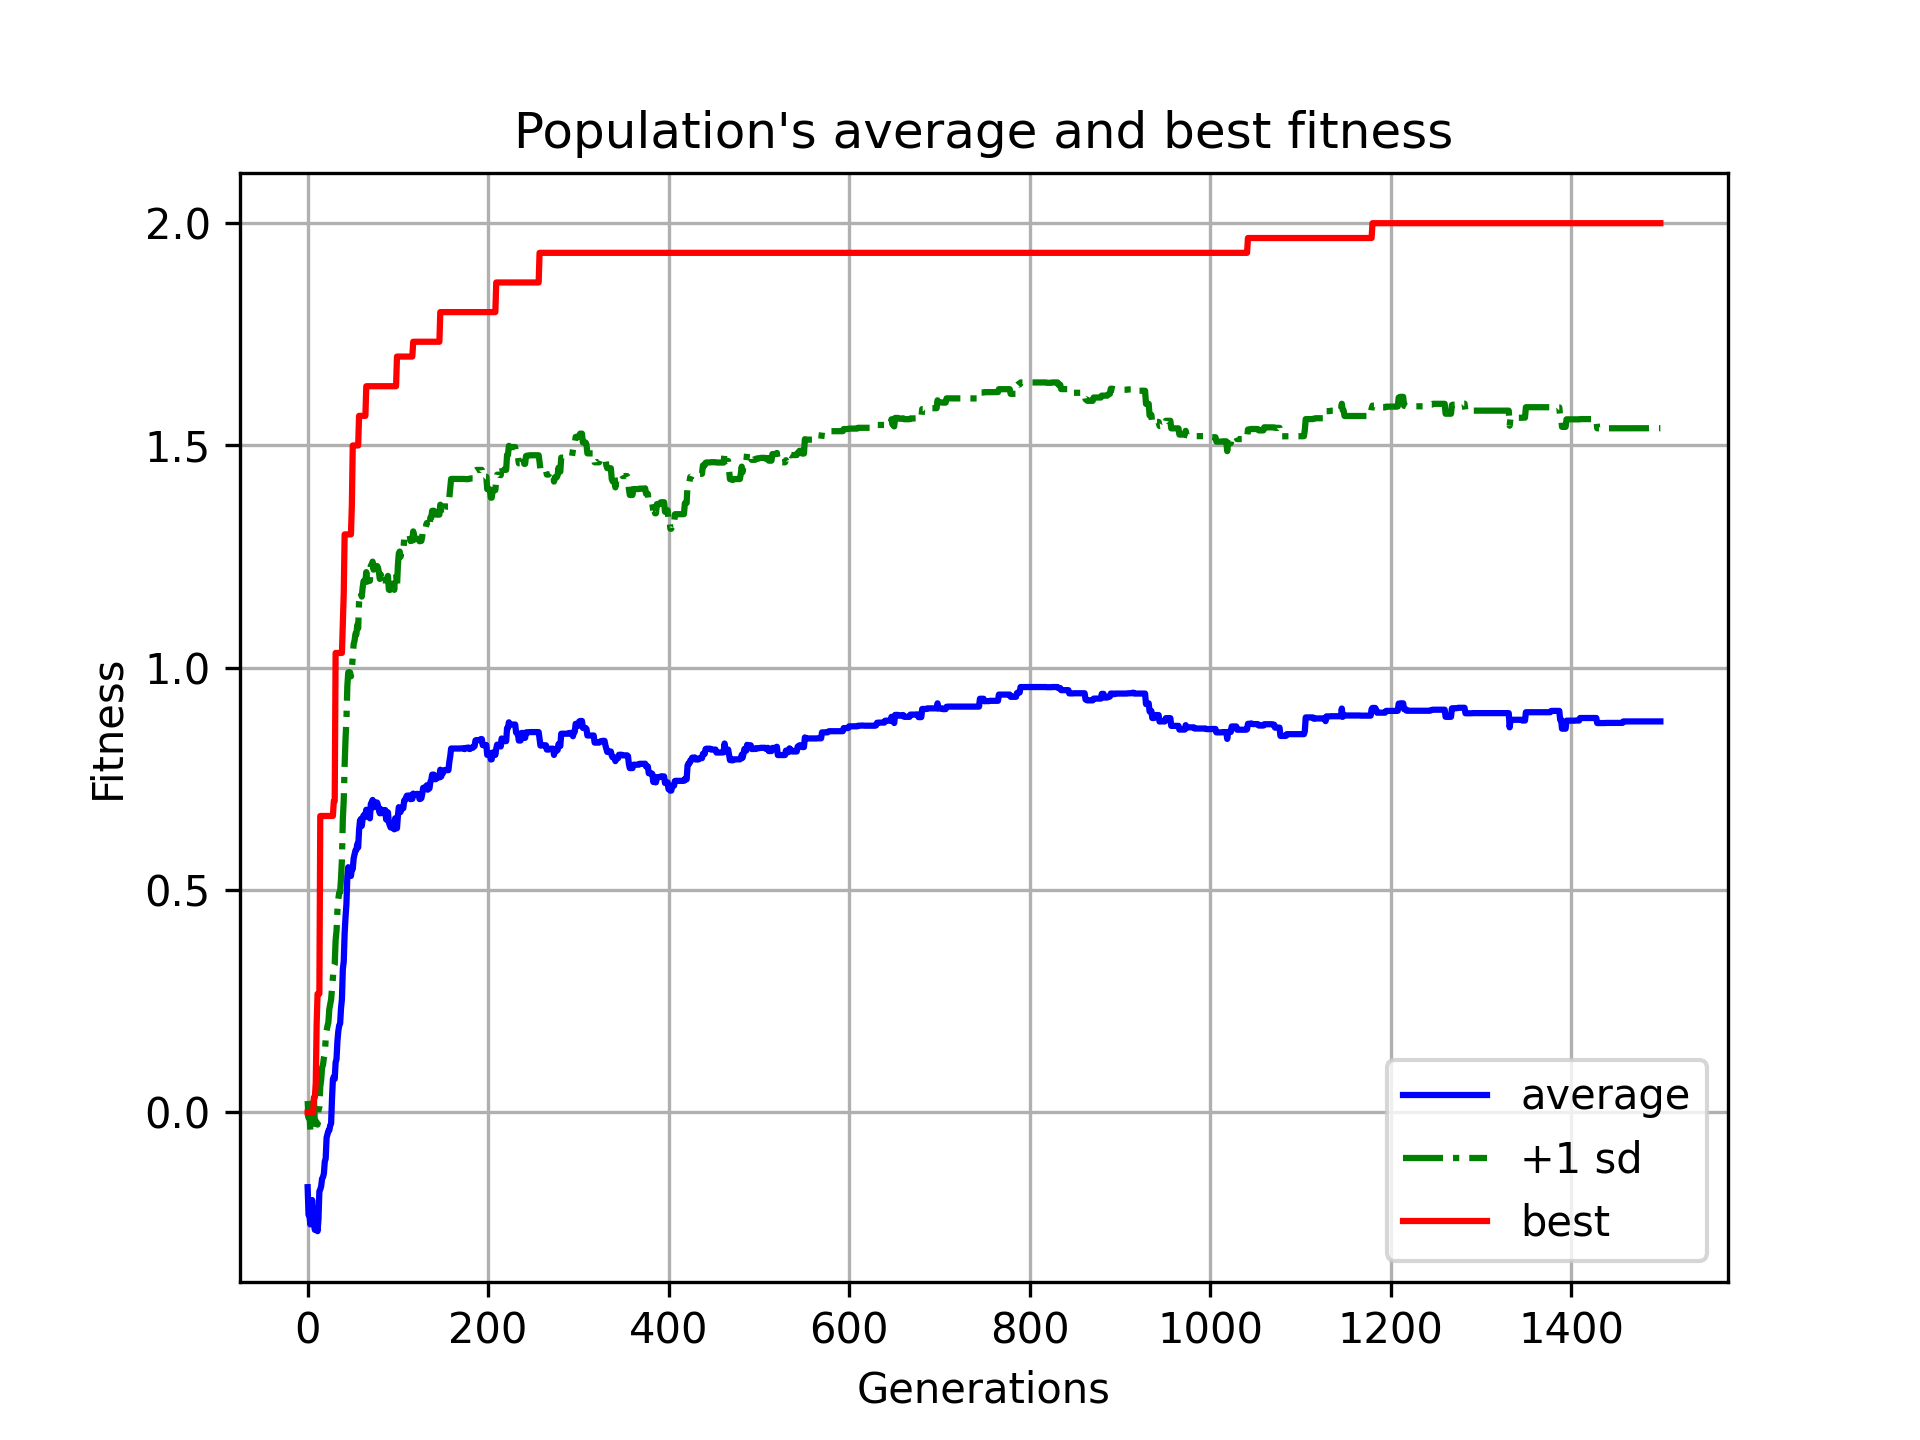 Population's average and best fitness
2.0
1.5
1.0
0.5
0.0
Fitness
0 200 400 600 800 1000 1200 1400
Generations
average
+1 sd
best